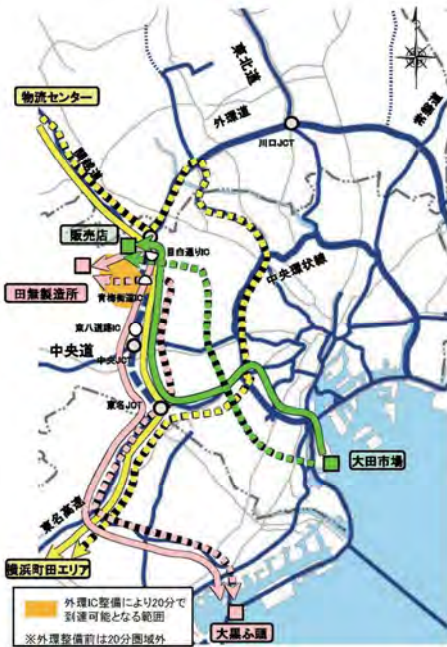 東北道
常磐道
外環道
川口JCT
物流センター
関越道
販売店
目白通りIC
田無製造所
青梅街道IC
中央環状線
東八道路IC
中央道
中央JCT
東名JCT
大田市場
東名高速
横浜町田エリア
大黒ふ頭
外環IC整備により20分で
到達可能となる範囲
※外環整備前は20分圏域外